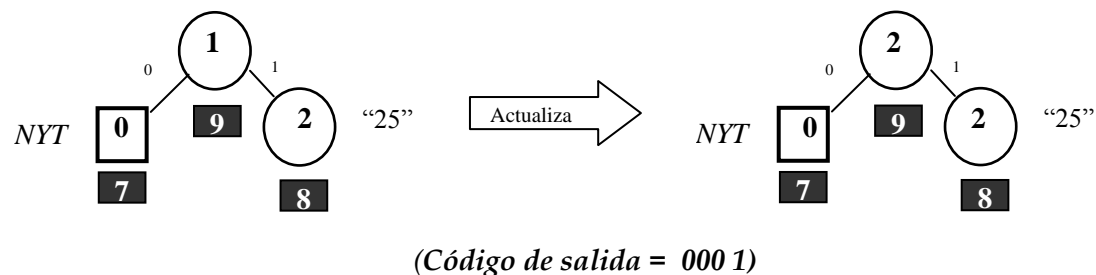 1 2
0 1 0 1
NYT 0 9 2 “25” Actualiza NYT 0 9 2 “25”
7 8 7 8
(Código de salida = 000 1)